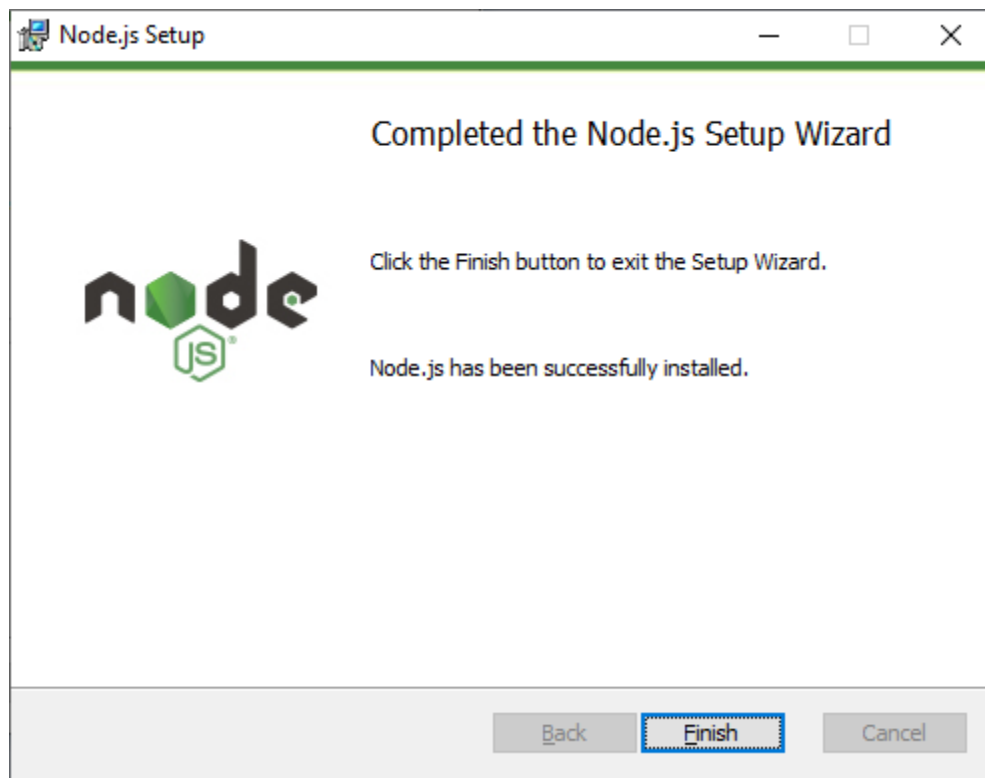 Node.js Setup
Completed the Node.js Setup Wizard
Click the Finish button to exit the Setup Wizard.
node
JS®
Node.js has been successfully installed.
Back Finish Cancel